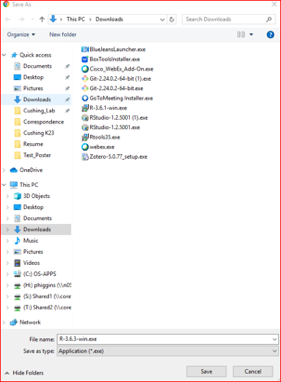 Save As
This PC > Downloads
Search Downloads
Organize
New folder
Quick access
Documents
Desktop
Pictures
Downloads
Cushing_Lab
Correspondence
Cushing K23
Resume
Test_Poster
OneDrive
This PC
3D Objects
Desktop
Documents
Downloads
Music
Pictures
Videos
(C:) OS-APPS
(H:) phiggins (\\n05
(S:) Shared1 (\\core
(T:) Shared2 (\\core
Network
BlueJeansLauncher.exe
BoxToolsInstaller.exe
Cisco_WebEx_Add-On.exe
Git-2.24.0.2-64-bit (1).exe
Git-2.24.0.2-64-bit.exe
GoToMeeting Installer.exe
R-3.6.1-win.exe
RStudio-1.2.5001 (1).exe
RStudio-1.2.5001.exe
Rtools35.exe
webex.exe
Zotero-5.0.77_setup.exe
File name: R-3.6.3-win.exe
Save as type: Application (*.exe)
Hide Folders
Save
Cancel